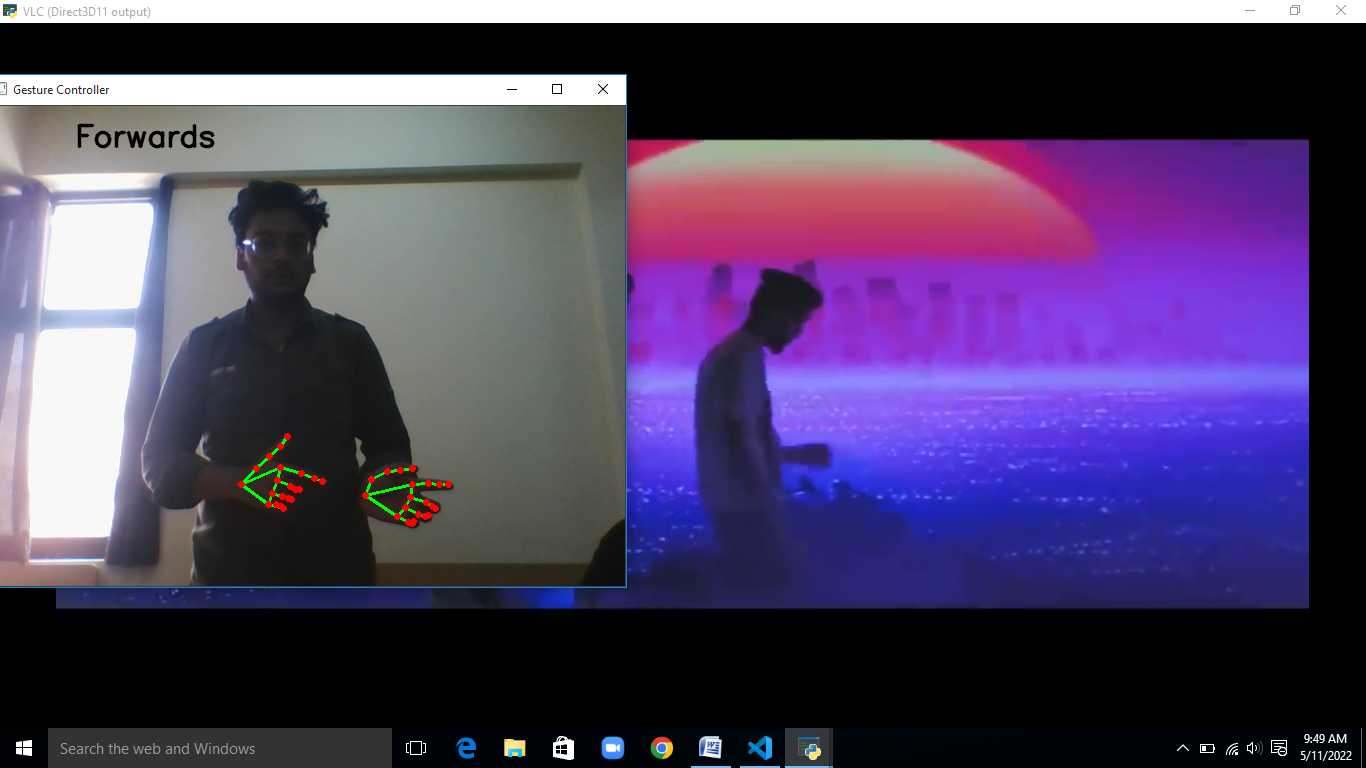 VLC (Direct3D11 output)
Gesture Controller
Forwards
Search the web and Windows
9:49 AM
5/11/2022